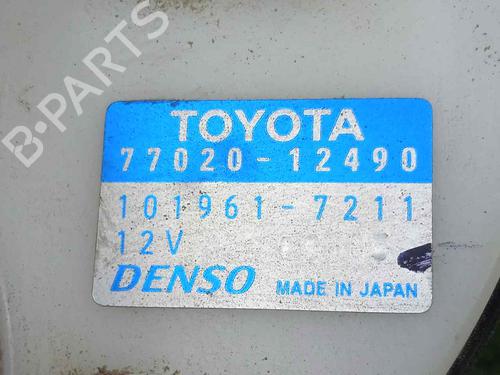 B-PARTS
TOYOTA
77020-12490
101961-7211
12V
DENSO MADE IN JAPAN